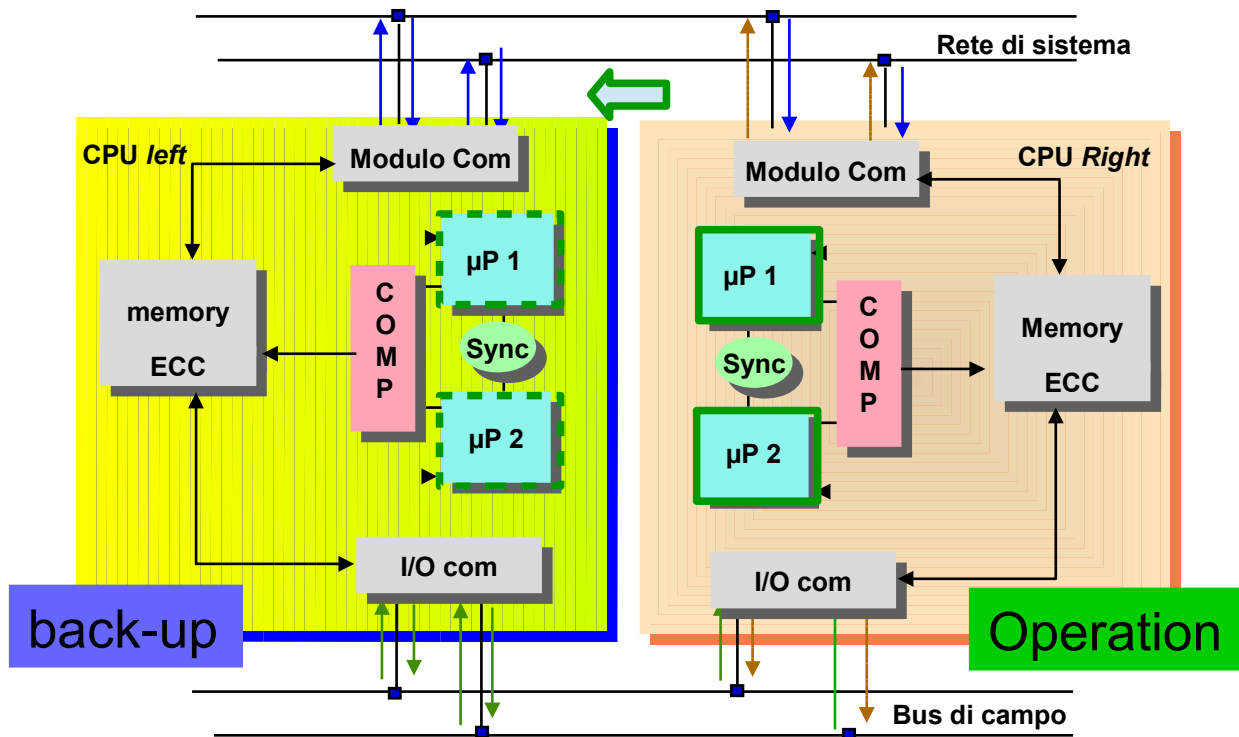 Rete di sistema
CPU left
Modulo Com
CPU Right
Modulo Com
µP 1
µP 1
C
O
M
P
C
O
M
P
memory
ECC
Sync
Sync
Memory
ECC
µP 2
µP 2
I/O com
I/O com
back-up
Operation
Bus di campo